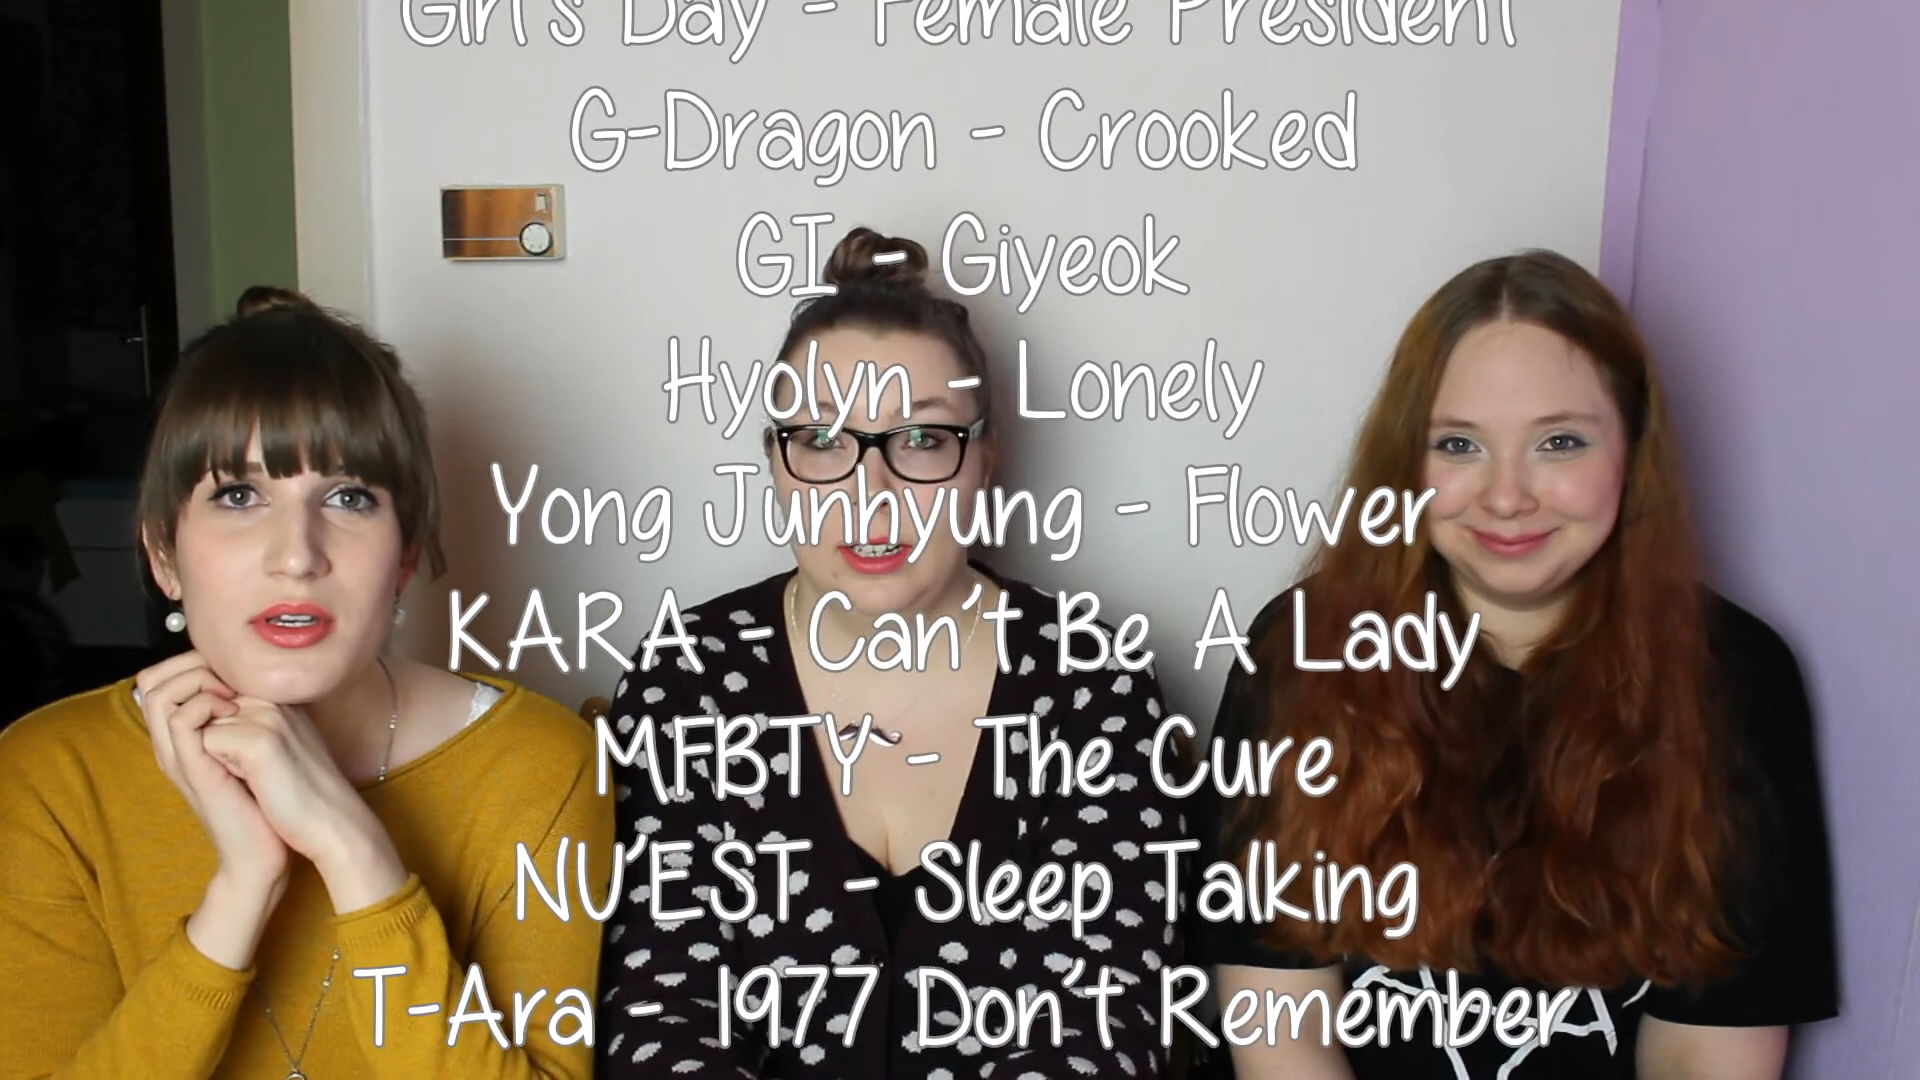 Girl's Day - Female President
G-Dragon - Crooked
GI - Giyeok
Hyolyn - Lonely
Yong Junhyung - Flower
KARA - Can't Be A Lady
MFBTY - The Cure
NU'EST - Sleep Talking
T-Ara - 1977 Don't Remember